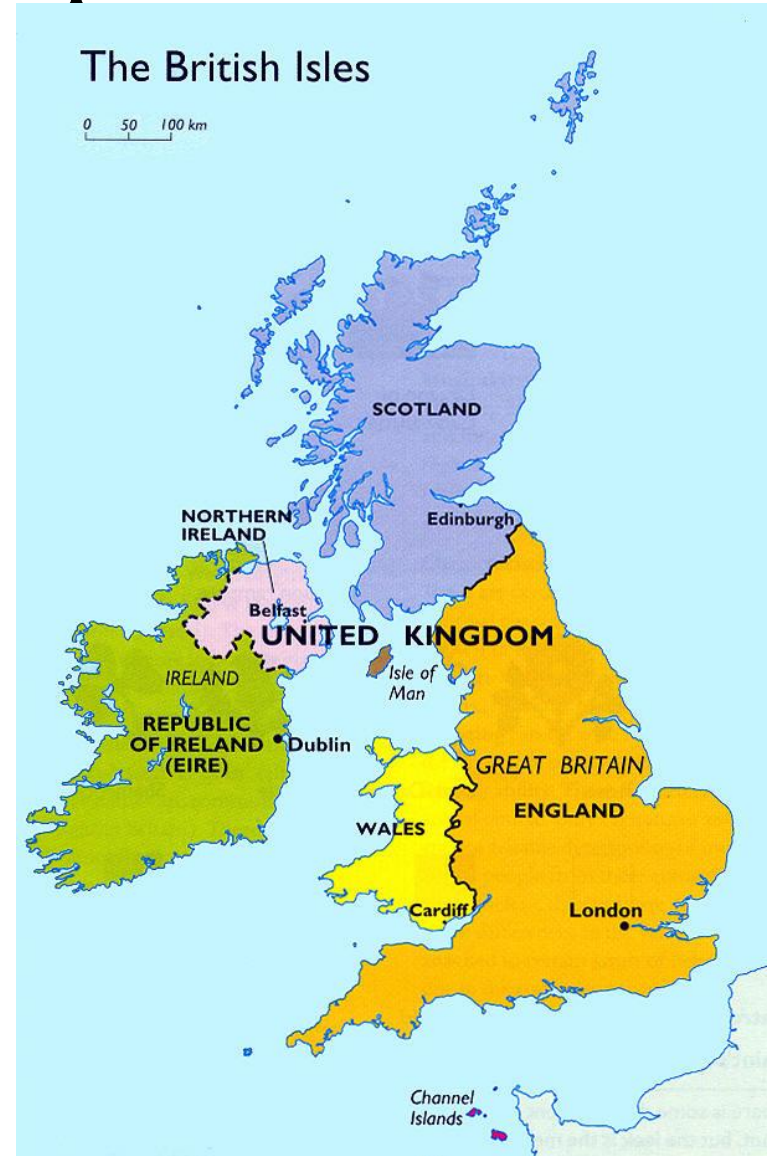 The British Isles
0 50 100 km
SCOTLAND
Edinburgh
NORTHERN
IRELAND
Belfast
UNITED KINGDOM
Isle of
Man
IRELAND
REPUBLIC
OF IRELAND
(EIRE)
Dublin
GREAT BRITAIN
ENGLAND
WALES
Cardiff
London
Channel
Islands